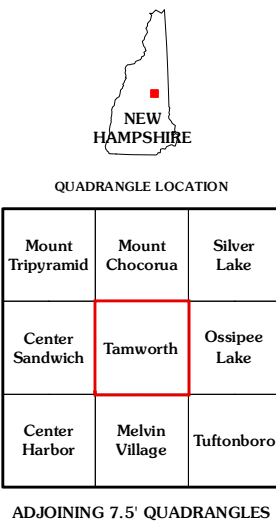 NEW
HAMPSHIRE
QUADRANGLE LOCATION
Mount
Tripyramid
Mount
Chocorua
Silver
Lake
Center
Sandwich
Tamworth
Ossipee
Lake
Center
Harbor
Melvin
Village
Tuftonboro
ADJOINING 7.5' QUADRANGLES